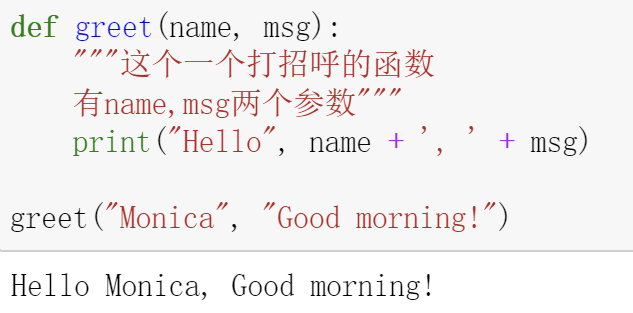 def greet(name, msg):
    """这个一个打招呼的函数
    有name,msg两个参数"""
    print("Hello", name + ', ' + msg)

greet("Monica", "Good morning!")
Hello Monica, Good morning!